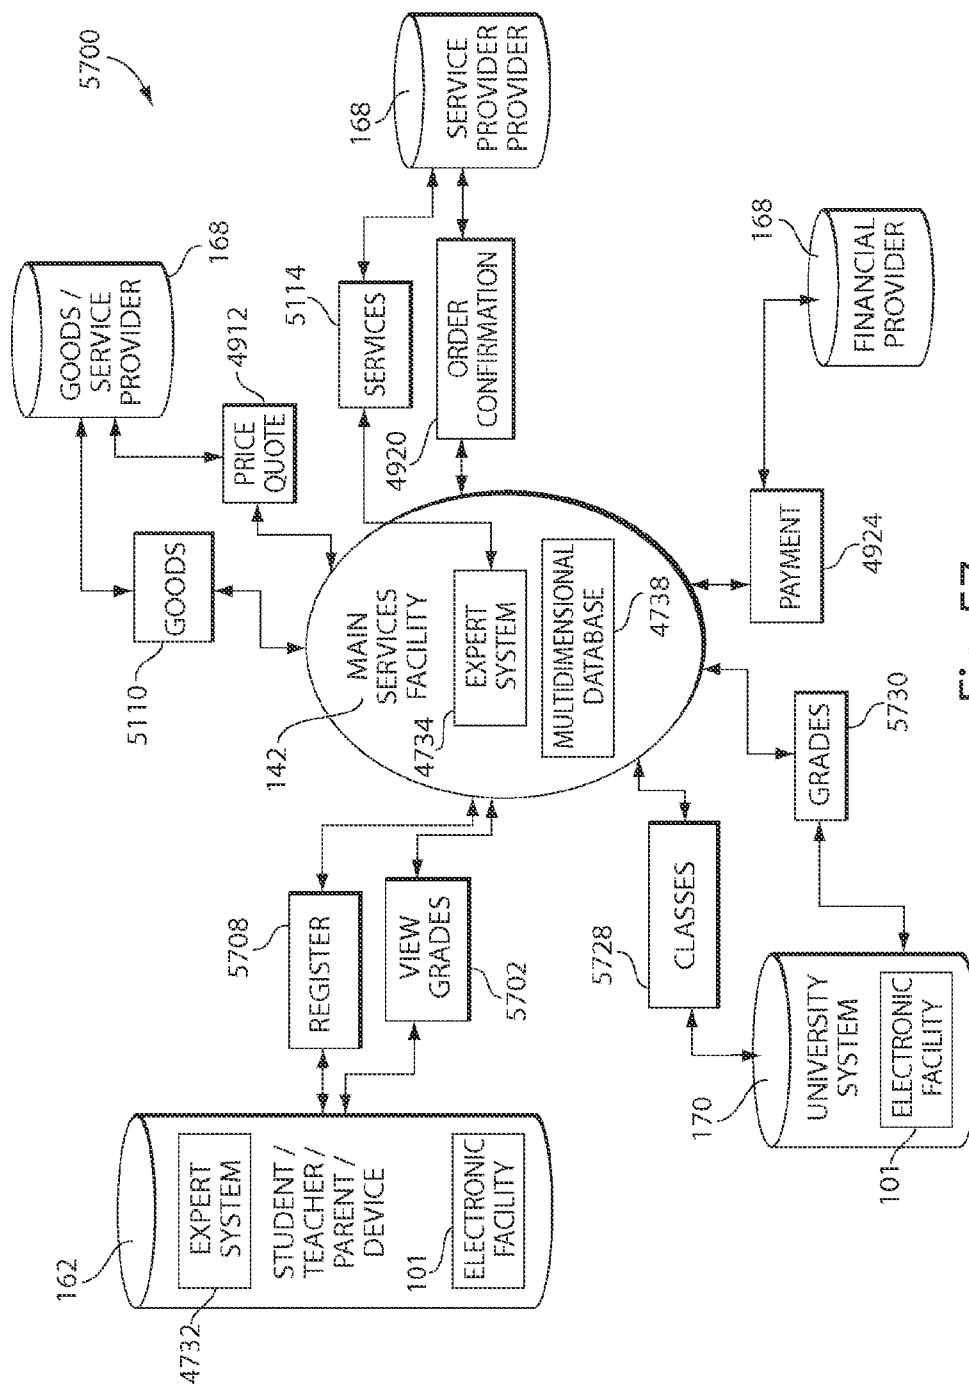 5700
162
EXPERT
SYSTEM
4732
STUDENT /
TEACHER /
PARENT /
DEVICE
101
ELECTRONIC
FACILITY
5708
REGISTER
VIEW
GRADES
5702
142
MAIN
SERVICES
FACILITY
4734
EXPERT
SYSTEM
MULTIDIMENSIONAL
DATABASE
4738
5110
GOODS
GOODS /
SERVICE
PROVIDER
168
PRICE
QUOTE
4912
5114
SERVICES
168
SERVICE
PROVIDER
PROVIDER
4920
ORDER
CONFIRMATION
168
FINANCIAL
PROVIDER
PAYMENT
4924
5728
CLASSES
GRADES
5730
170
UNIVERSITY
SYSTEM
ELECTRONIC
FACILITY
101